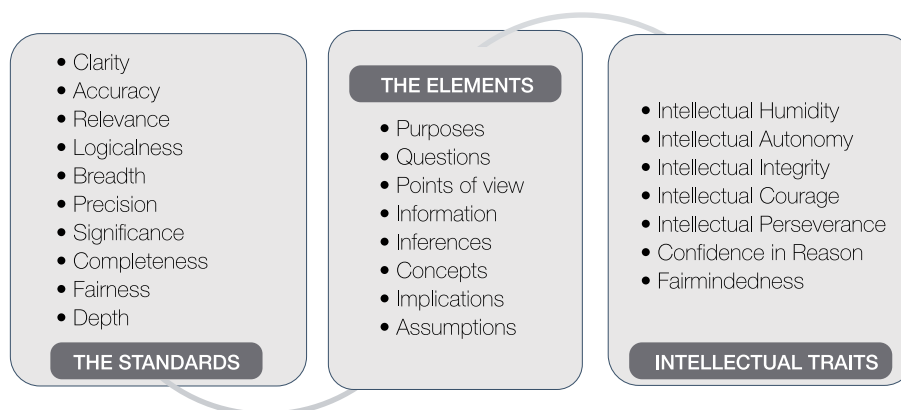 • Clarity
• Accuracy
• Relevance
• Logicalness
• Breadth
• Precision
• Significance
• Completeness
• Fairness
• Depth
THE STANDARDS
THE ELEMENTS
• Purposes
• Questions
• Points of view
• Information
• Inferences
• Concepts
• Implications
• Assumptions
• Intellectual Humidity
• Intellectual Autonomy
• Intellectual Integrity
• Intellectual Courage
• Intellectual Perseverance
• Confidence in Reason
• Fairmindedness
INTELLECTUAL TRAITS